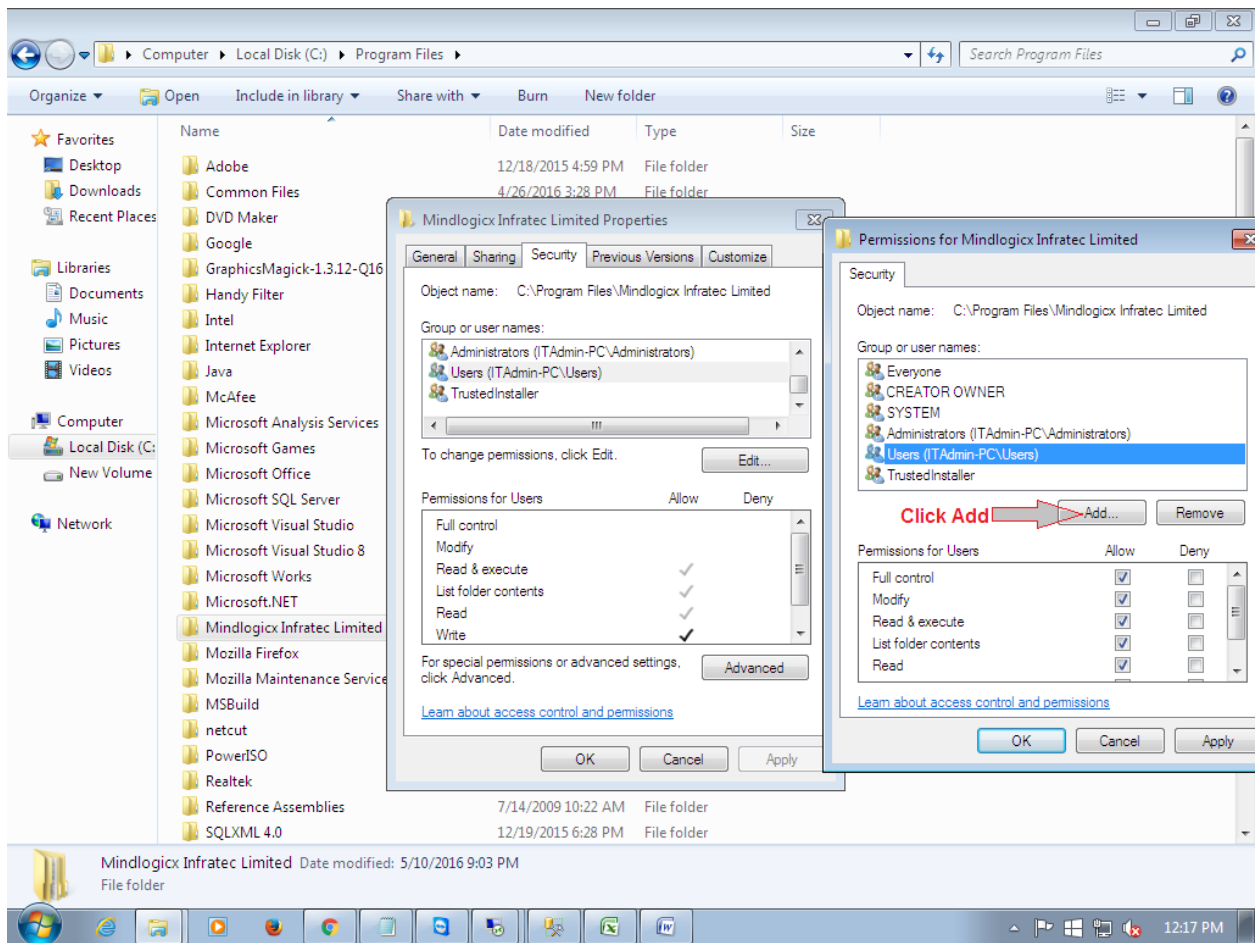 Computer Local Disk (C:) Program Files
Search Program Files
Organize Open Include in library Share with Burn New folder
Favorites
Desktop
Downloads
Recent Places
Libraries
Documents
Music
Pictures
Videos
Computer
Local Disk (C:
New Volume
Network
Name Date modified Type Size
Adobe 12/18/2015 4:59 PM File folder
Common Files 4/26/2016 3:28 PM File folder
DVD Maker
Google
GraphicsMagick-1.3.12-Q16
Handy Filter
Intel
Internet Explorer
Java
McAfee
Microsoft Analysis Services
Microsoft Games
Microsoft Office
Microsoft SQL Server
Microsoft Visual Studio
Microsoft Visual Studio 8
Microsoft Works
Microsoft.NET
Mindlogicx Infratec Limited
Mozilla Firefox
Mozilla Maintenance Service
MSBuild
netcut
PowerISO
Realtek
Reference Assemblies 7/14/2009 10:22 AM File folder
SQLXML 4.0 12/19/2015 6:28 PM File folder
Mindlogicx Infratec Limited Properties
General Sharing Security Previous Versions Customize
Object name: C:\Program Files\Mindlogicx Infratec Limited
Group or user names:
Administrators (ITAdmin-PC\Administrators)
Users (ITAdmin-PC\Users)
TrustedInstaller
To change permissions, click Edit.
Edit...
Permissions for Users Allow Deny
Full control
Modify
Read & execute
List folder contents
Read
Write
For special permissions or advanced settings,
click Advanced.
Advanced
Learn about access control and permissions
OK Cancel Apply
Permissions for Mindlogicx Infratec Limited
Security
Object name: C:\Program Files\Mindlogicx Infratec Limited
Group or user names:
Everyone
CREATOR OWNER
SYSTEM
Administrators (ITAdmin-PC\Administrators)
Users (ITAdmin-PC\Users)
TrustedInstaller
Click Add Add... Remove
Permissions for Users Allow Deny
Full control
Modify
Read & execute
List folder contents
Read
Learn about access control and permissions
OK Cancel Apply
Mindlogicx Infratec Limited Date modified: 5/10/2016 9:03 PM
File folder
12:17 PM